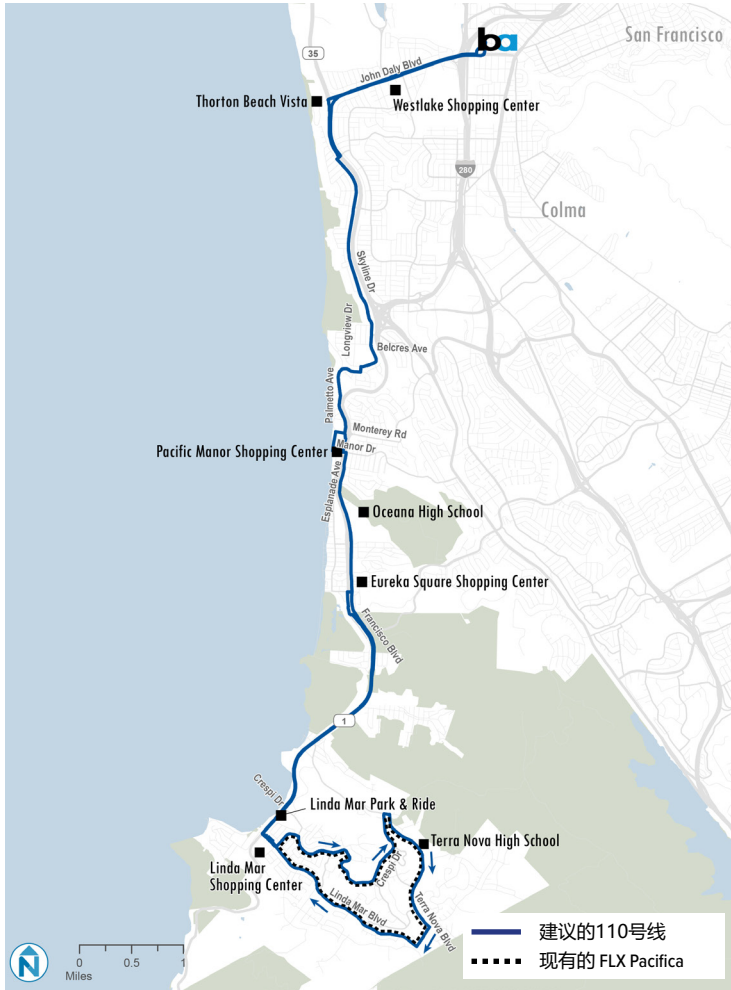 San Francisco
ba
35
John Daly Blvd
Thorton Beach Vista
Westlake Shopping Center
280
Colma
Skyline Dr
Longview Dr
Belcres Ave
Palmetto Ave
Monterey Rd
Manor Dr
Pacific Manor Shopping Center
Esplanade Ave
Oceana High School
Eureka Square Shopping Center
Francisco Blvd
1
Crespi Dr
Linda Mar Park & Ride
Terra Nova High School
Crespi Dr
Linda Mar
Shopping Center
Linda Mar Blvd
Terra Nova Blvd
建议的110号线
现有的 FLX Pacifica
N
0 0.5 1
Miles